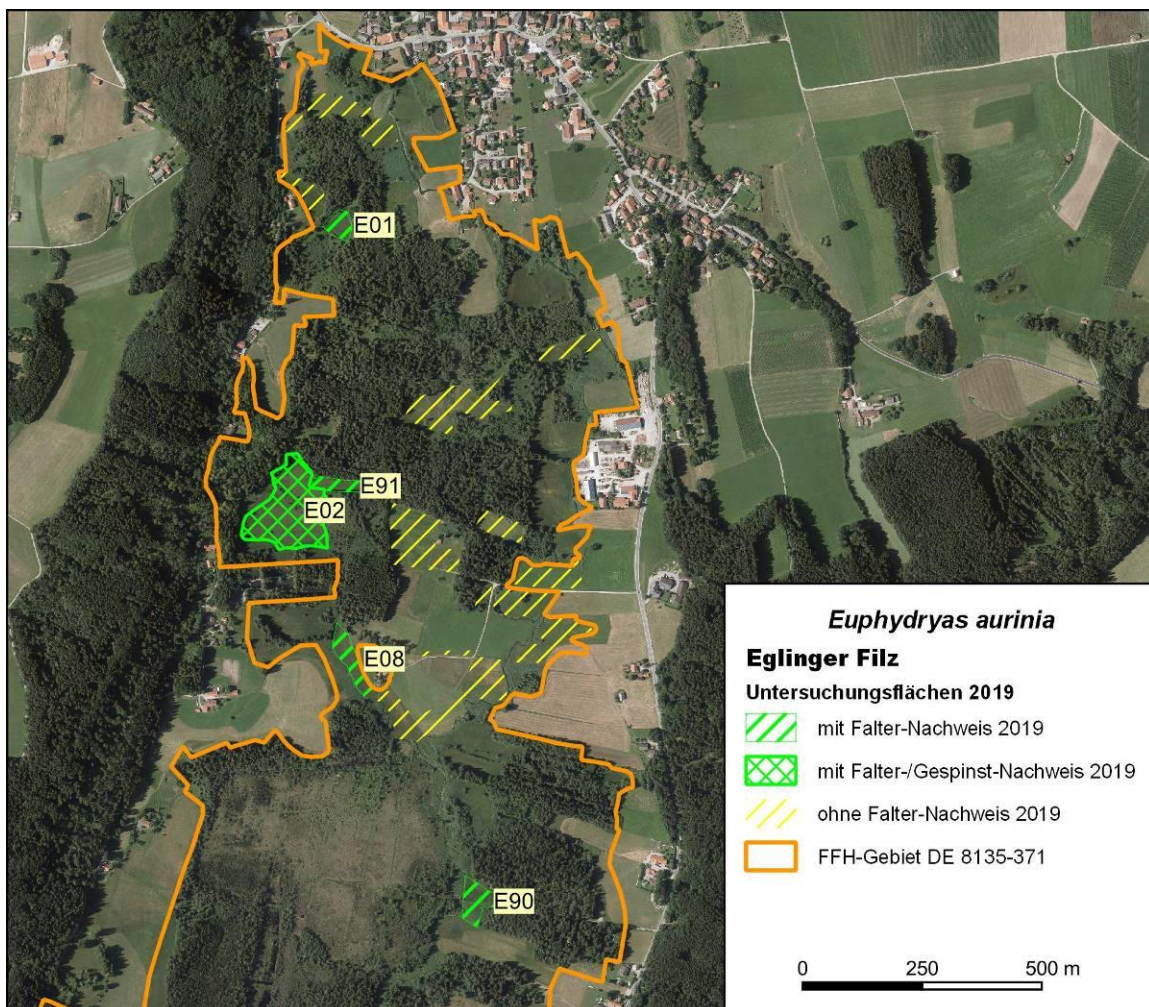 E01
E91
E02
E08
E90
Euphydryas aurinia
Eglinger Filz
Untersuchungsflächen 2019
mit Falter-Nachweis 2019
mit Falter-/Gespinst-Nachweis 2019
ohne Falter-Nachweis 2019
FFH-Gebiet DE 8135-371
0 250 500 m